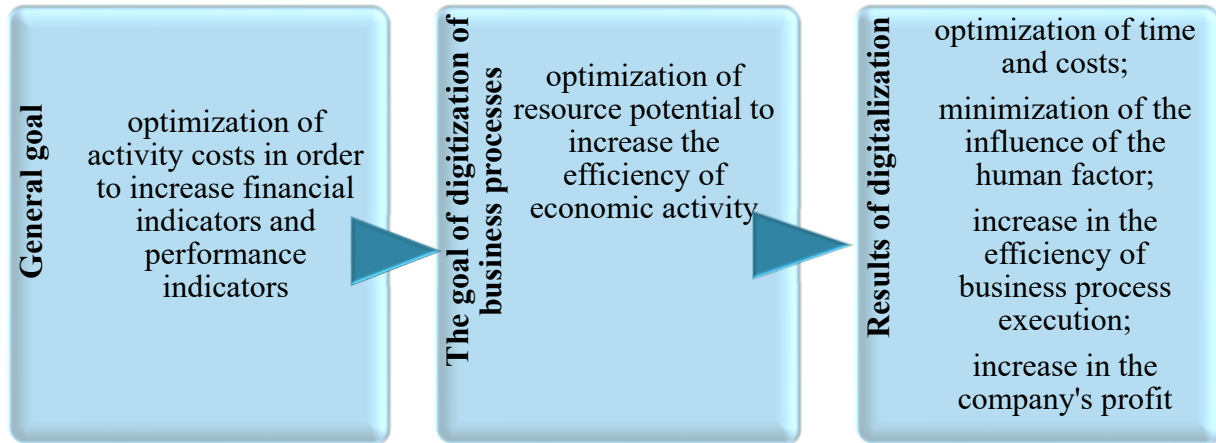 General goal
optimization of
activity costs in order
to increase financial
indicators and
performance
indicators
The goal of digitization of
business processes
optimization of
resource potential to
increase the
efficiency of
economic activity
Results of digitalization
optimization of time
and costs;
minimization of the
influence of the
human factor;
increase in the
efficiency of
business process
execution;
increase in the
company's profit